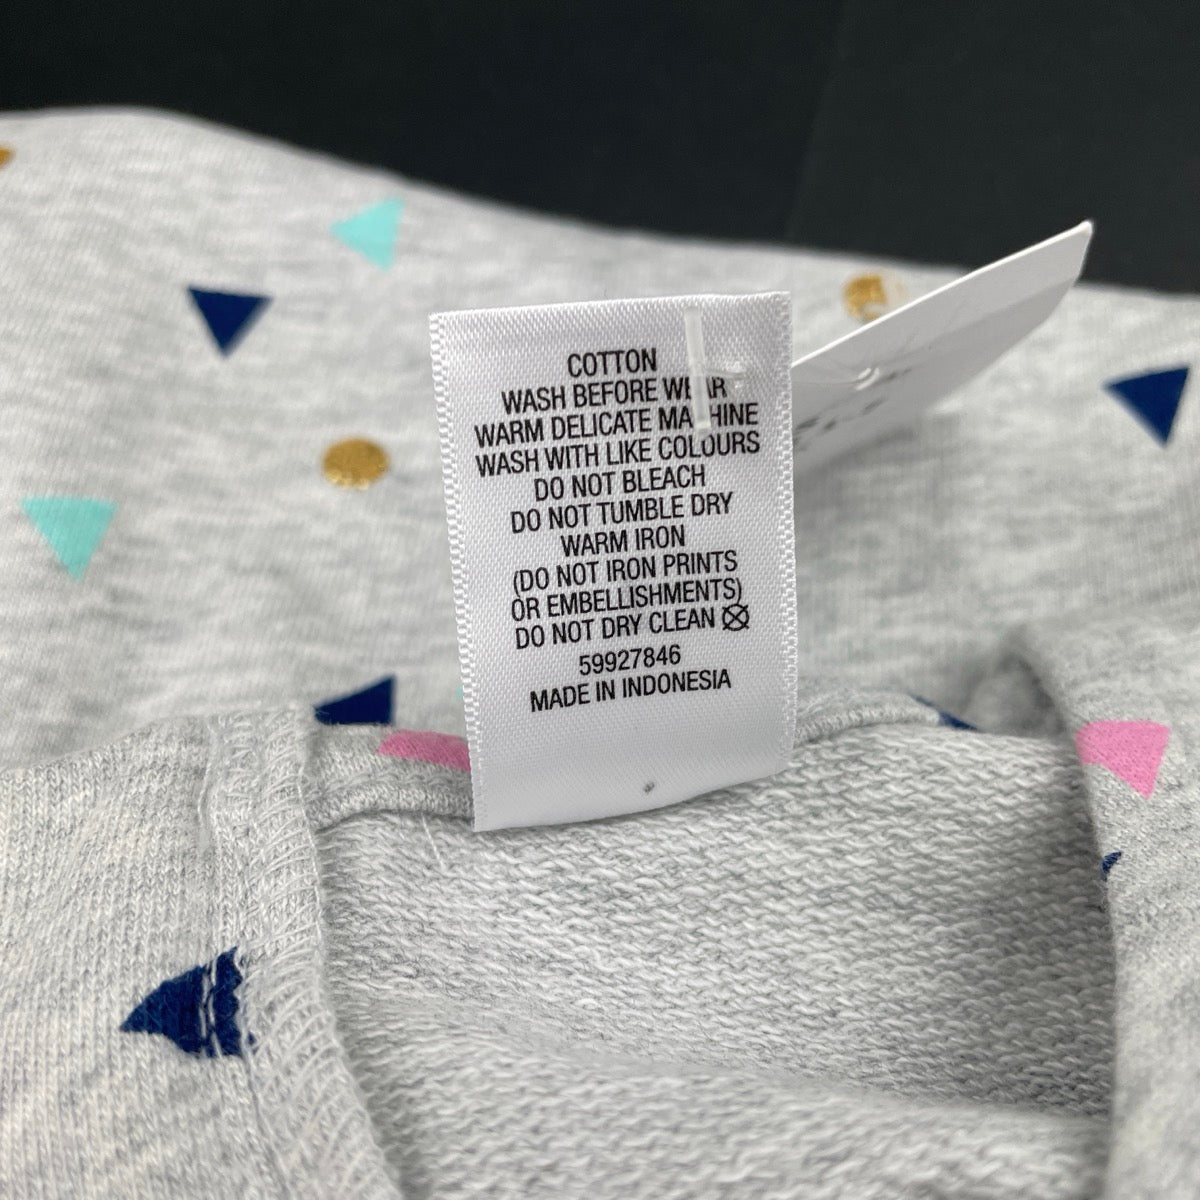 COTTON
WASH BEFORE WEAR
WARM DELICATE MACHINE
WASH WITH LIKE COLOURS
DO NOT BLEACH
DO NOT TUMBLE DRY
WARM IRON
(DO NOT IRON PRINTS
OR EMBELLISHMENTS)
DO NOT DRY CLEAN
59927846
MADE IN INDONESIA